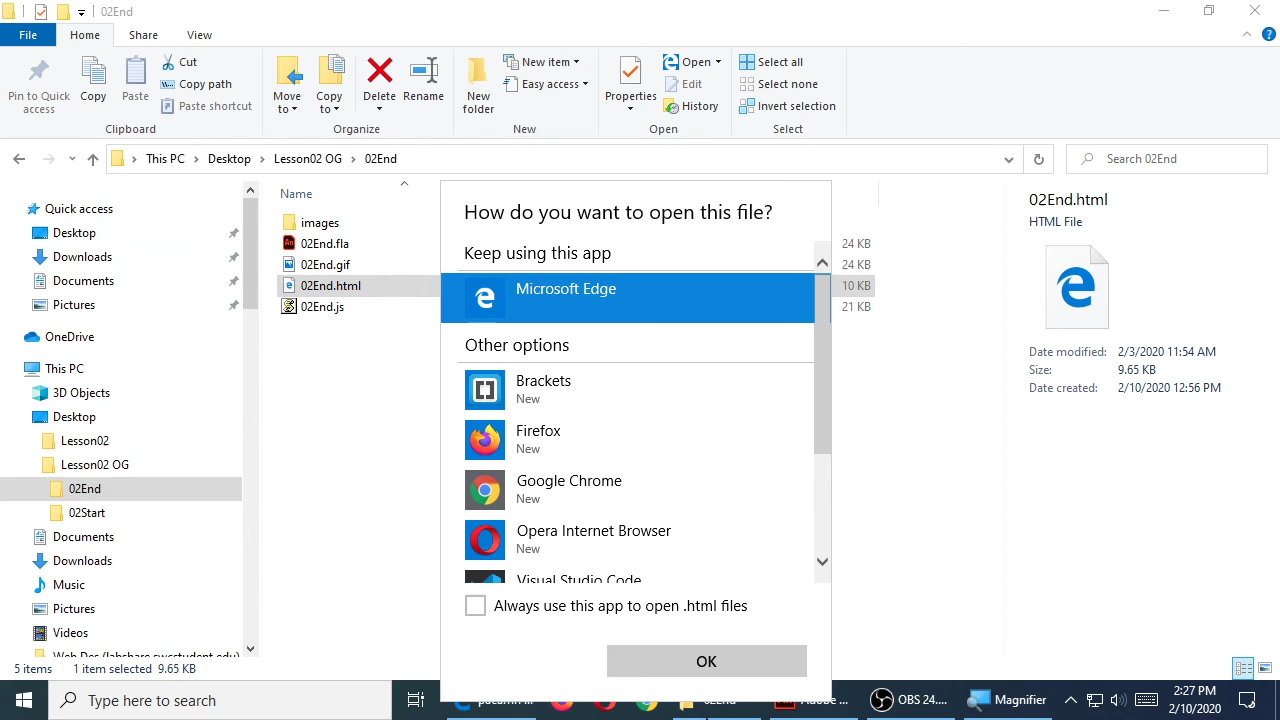 02End
File Home Share View
Pin to Quick access
Copy
Paste
Cut
Copy path
Paste shortcut
Clipboard
Move to
Copy to
Delete
Rename
Organize
New folder
New item
Easy access
New
Properties
Open
Edit
History
Open
Select all
Select none
Invert selection
Select
This PC > Desktop > Lesson02 OG > 02End
Search 02End
Quick access
Desktop
Downloads
Documents
Pictures
OneDrive
This PC
3D Objects
Desktop
Lesson02
Lesson02 OG
02End
02Start
Documents
Downloads
Music
Pictures
Videos
Web Des (labshare.swcstudent.edu)
Name
images
02End.fla 24 KB
02End.gif 24 KB
02End.html 10 KB
02End.js 21 KB
How do you want to open this file?
Keep using this app
Microsoft Edge
Other options
Brackets
New
Firefox
New
Google Chrome
New
Opera Internet Browser
New
Visual Studio Code
Always use this app to open .html files
OK
02End.html
HTML File
Date modified: 2/3/2020 11:54 AM
Size: 9.65 KB
Date created: 2/10/2020 12:56 PM
5 items 1 item selected 9.65 KB
Type here to search
02End
Adobe ...
OBS 24....
Magnifier
2:27 PM
2/10/2020